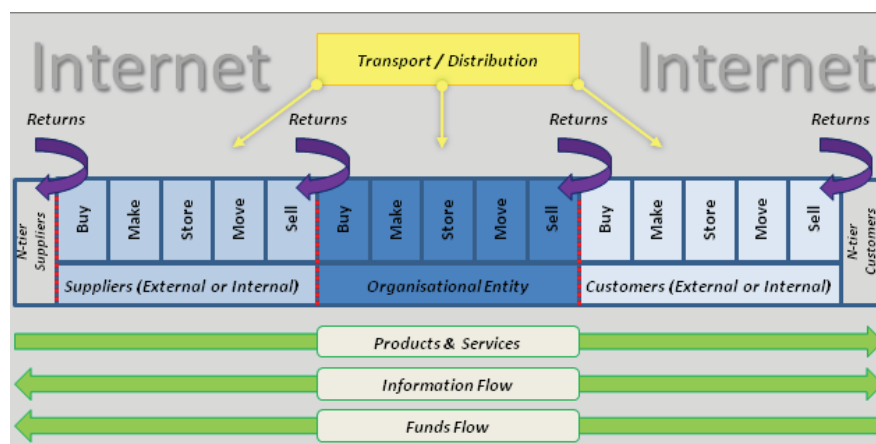 Internet
Internet
Transport / Distribution
Returns
Returns
Returns
Returns
N-tier
Suppliers
Buy
Make
Store
Move
Sell
Buy
Make
Store
Move
Sell
Buy
Make
Store
Move
Sell
N-tier
Customers
Suppliers (External or Internal)
Organisational Entity
Customers (External or Internal)
Products & Services
Information Flow
Funds Flow